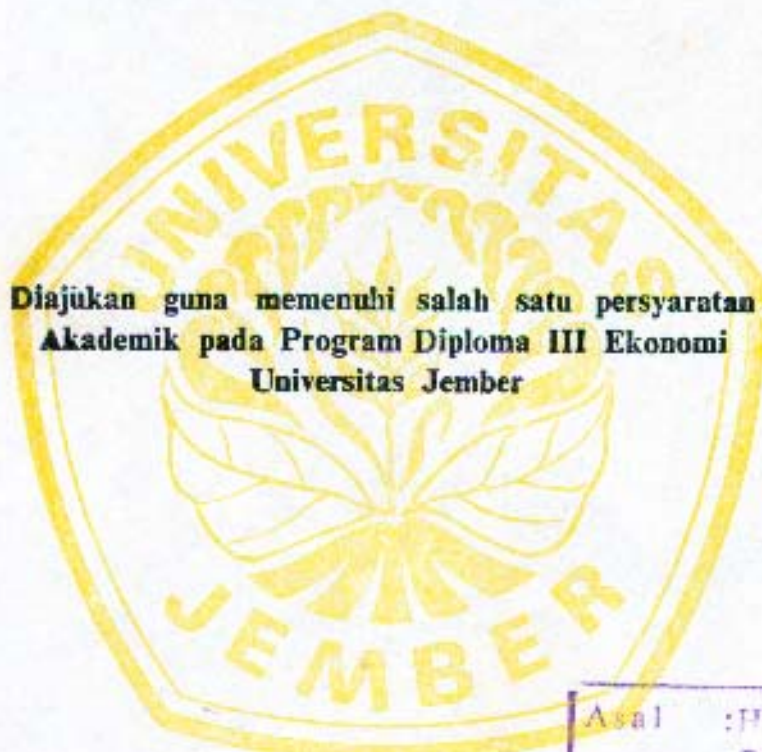 UNIVERSITAS
Diajukan guna memenuhi salah satu persyaratan
Akademik pada Program Diploma III Ekonomi
Universitas Jember
JEMBER
Asal :H